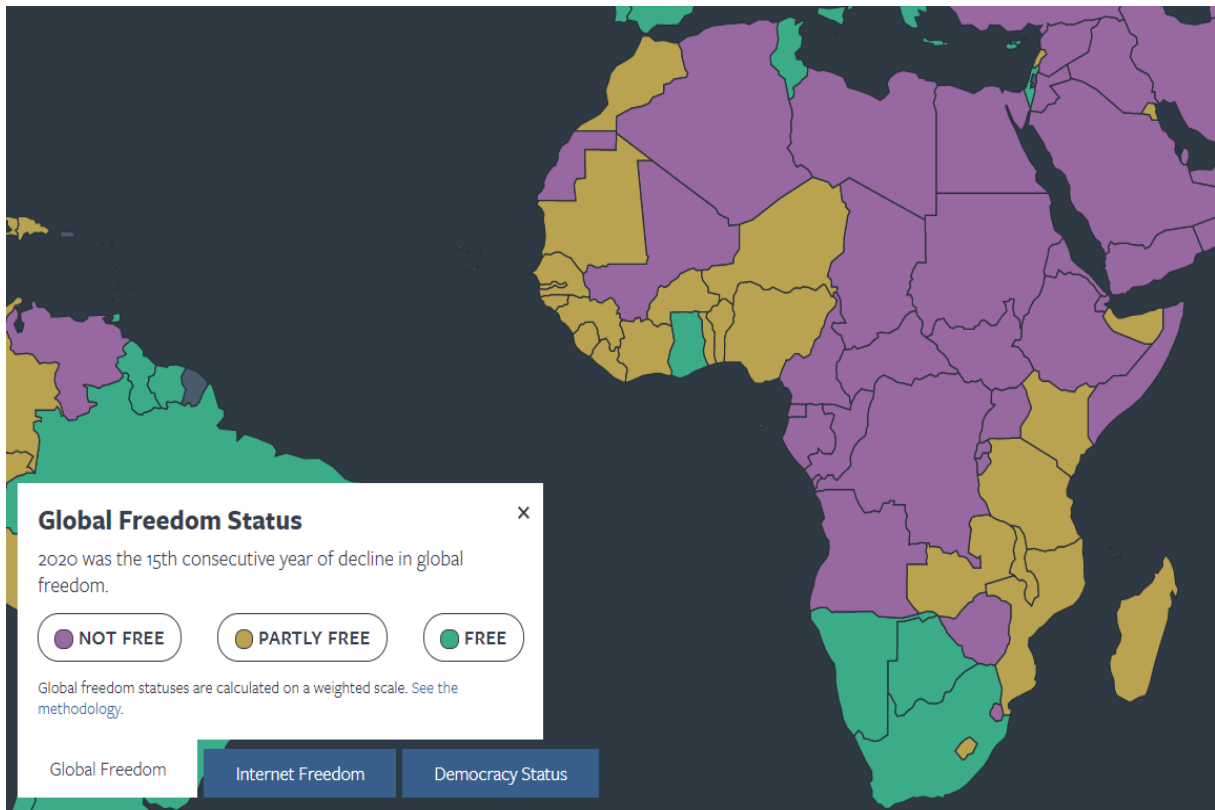 Global Freedom Status
×
2020 was the 15th consecutive year of decline in global
freedom.
NOT FREE
PARTLY FREE
FREE
Global freedom statuses are calculated on a weighted scale. See the
methodology.
Global Freedom
Internet Freedom
Democracy Status